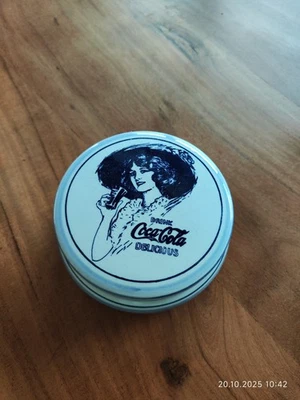 DRINK
Coca-Cola
DELICIOUS
20.10.2025 10:42